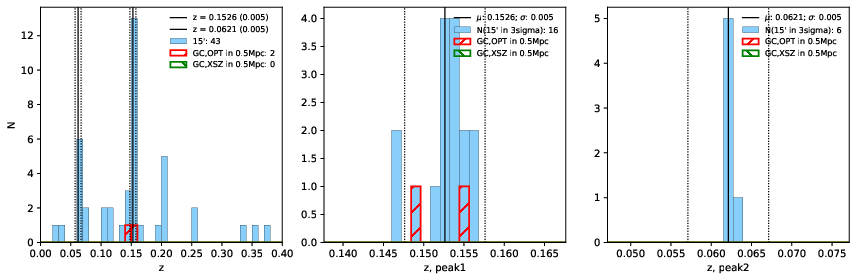 z = 0.1526 (0.005)
z = 0.0621 (0.005)
15': 43
GC,OPT in 0.5Mpc: 2
GC,XSZ in 0.5Mpc: 0
N
12
10
8
6
4
2
0
0.00 0.05 0.10 0.15 0.20 0.25 0.30 0.35 0.40
z
μ: 0.1526; σ: 0.005
N(15' in 3sigma): 16
GC,OPT in 0.5Mpc
GC,XSZ in 0.5Mpc
4.0
3.5
3.0
2.5
2.0
1.5
1.0
0.5
0.0
0.140 0.145 0.150 0.155 0.160 0.165
z, peak1
μ: 0.0621; σ: 0.005
N(15' in 3sigma): 6
GC,OPT in 0.5Mpc
GC,XSZ in 0.5Mpc
5
4
3
2
1
0
0.050 0.055 0.060 0.065 0.070 0.075
z, peak2